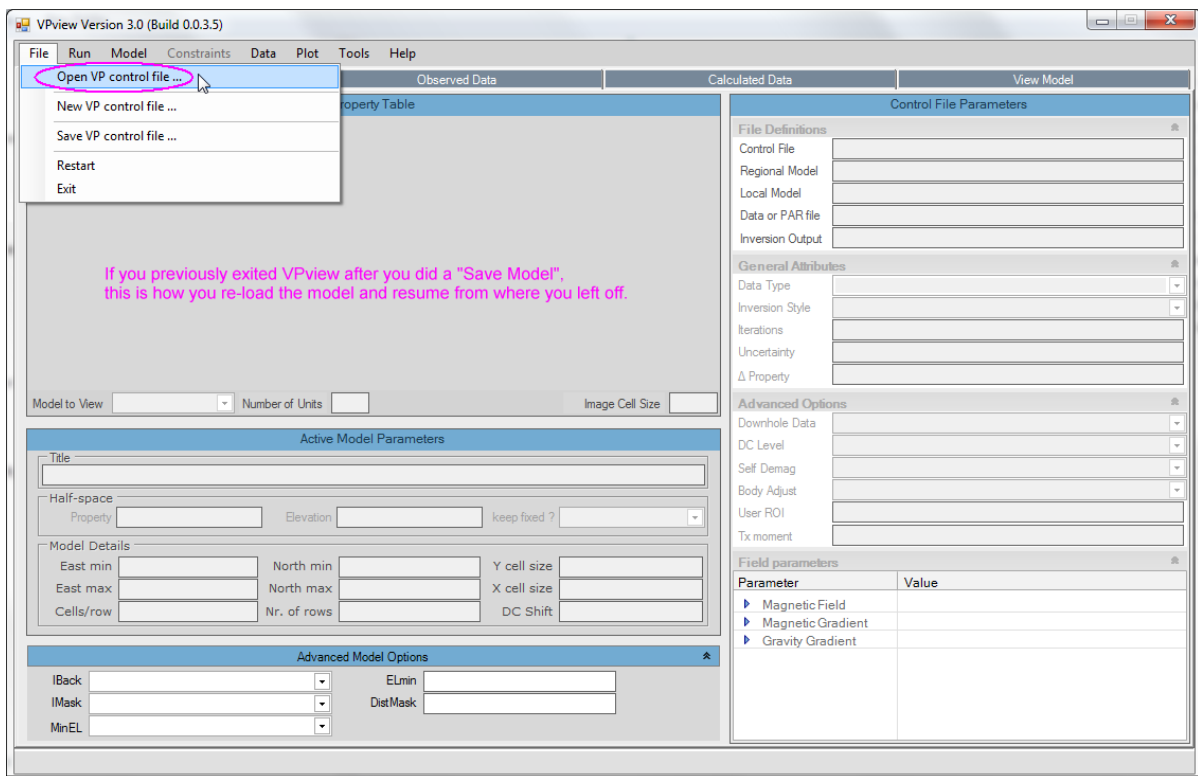 VPview Version 3.0 (Build 0.0.3.5)
File Run Model Constraints Data Plot Tools Help
Open VP control file ...
New VP control file ...
Save VP control file ...
Restart
Exit
Observed Data
Calculated Data
View Model
roperty Table
If you previously exited VPview after you did a "Save Model",
this is how you re-load the model and resume from where you left off.
Model to View
Number of Units
Image Cell Size
Active Model Parameters
Title
Half-space
Property
Elevation
keep fixed ?
Model Details
East min
North min
Y cell size
East max
North max
X cell size
Cells/row
Nr. of rows
DC Shift
Advanced Model Options
IBack
ELmin
IMask
DistMask
MinEL
Control File Parameters
File Definitions
Control File
Regional Model
Local Model
Data or PAR file
Inversion Output
General Attributes
Data Type
Inversion Style
Iterations
Uncertainty
Δ Property
Advanced Options
Downhole Data
DC Level
Self Demag
Body Adjust
User ROI
Tx moment
Field parameters
Parameter Value
Magnetic Field
Magnetic Gradient
Gravity Gradient